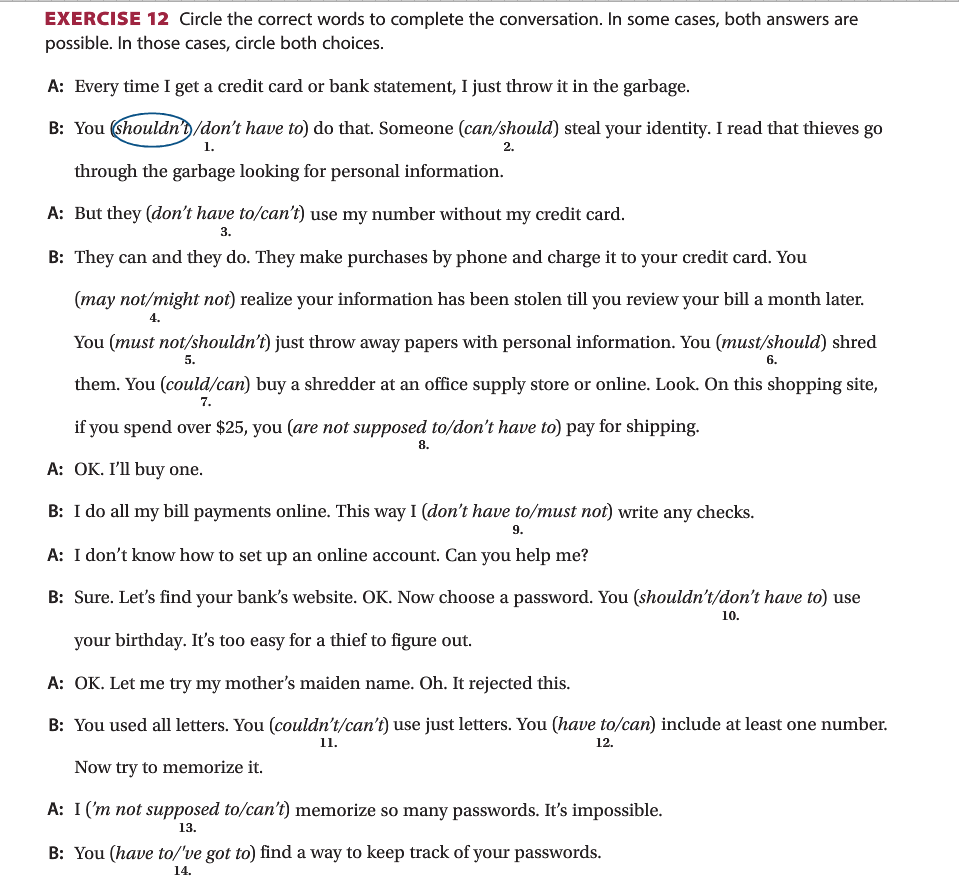 EXERCISE 12 Circle the correct words to complete the conversation. In some cases, both answers are
possible. In those cases, circle both choices.
A: Every time I get a credit card or bank statement, I just throw it in the garbage.
B: You (shouldn't/don't have to) do that. Someone (can/should) steal your identity. I read that thieves go
1. 2.
through the garbage looking for personal information.
A: But they (don't have to/can't) use my number without my credit card.
3.
B: They can and they do. They make purchases by phone and charge it to your credit card. You
(may not/might not) realize your information has been stolen till you review your bill a month later.
4.
You (must not/shouldn't) just throw away papers with personal information. You (must/should) shred
5. 6.
them. You (could/can) buy a shredder at an office supply store or online. Look. On this shopping site,
7.
if you spend over $25, you (are not supposed to/don't have to) pay for shipping.
8.
A: OK. I'll buy one.
B: I do all my bill payments online. This way I (don't have to/must not) write any checks.
9.
A: I don't know how to set up an online account. Can you help me?
B: Sure. Let's find your bank's website. OK. Now choose a password. You (shouldn't/don't have to) use
10.
your birthday. It's too easy for a thief to figure out.
A: OK. Let me try my mother's maiden name. Oh. It rejected this.
B: You used all letters. You (couldn't/can't) use just letters. You (have to/can) include at least one number.
11. 12.
Now try to memorize it.
A: I ('m not supposed to/can't) memorize so many passwords. It's impossible.
13.
B: You (have to/'ve got to) find a way to keep track of your passwords.
14.